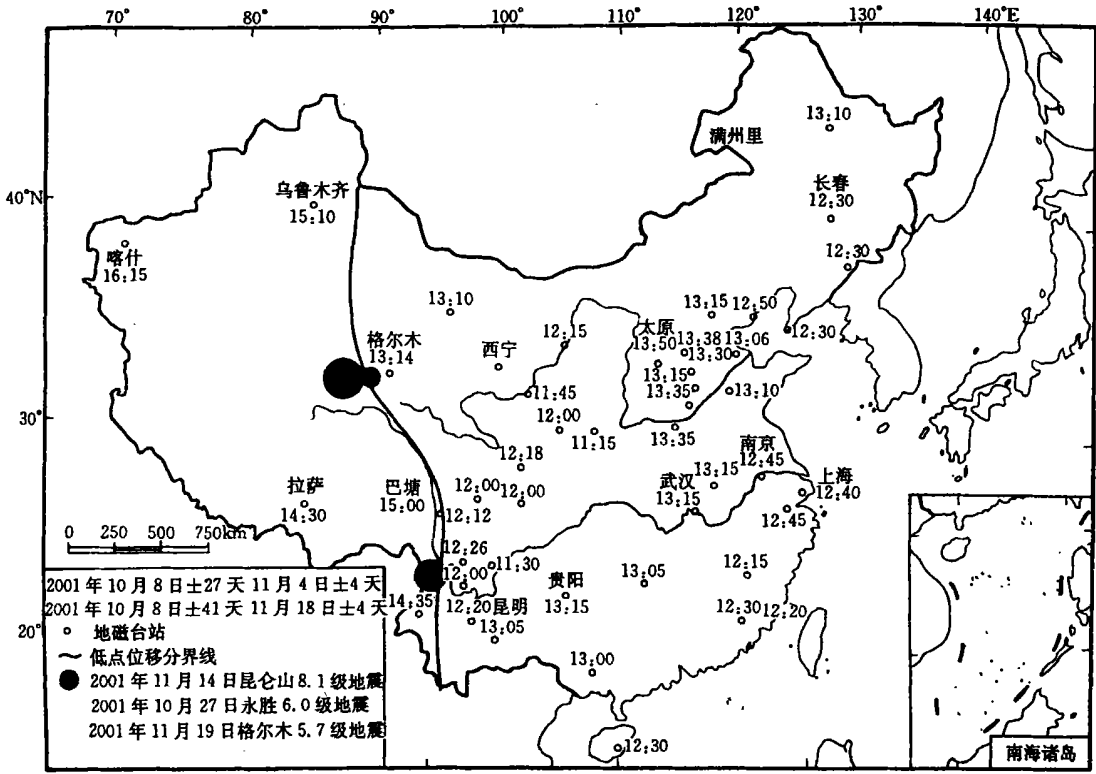 70° 90° 100° 110° 120° 130° 140°E
13:10
满州里
40°N
乌鲁木齐
15:10
长春
12:30
喀什
16:15
12:30
13:10
13:15 12:50
12:15
太原
13:38 13:06
12:30
格尔木
13:14
西宁
13:50
13:30
13:15
11:45
13:35
13:10
30°
12:00
11:15
13:35
12:18
南京
12:45
拉萨
14:30
巴塘
15:00
12:00
12:00
武汉
13:15
13:15
上海
12:40
12:12
12:45
0 250 500 750km
12:26
11:30
12:00
贵阳
13:15
13:05
12:15
2001年10月8日±27天 11月4日±4天
2001年10月8日±41天 11月18日±4天
14:35
12:20
昆明
13:05
12:30
12:20
20°
地磁台站
低点位移分界线
13:00
2001年11月14日昆仑山8.1级地震
2001年10月27日永胜6.0级地震
2001年11月19日格尔木5.7级地震
12:30
南海诸岛